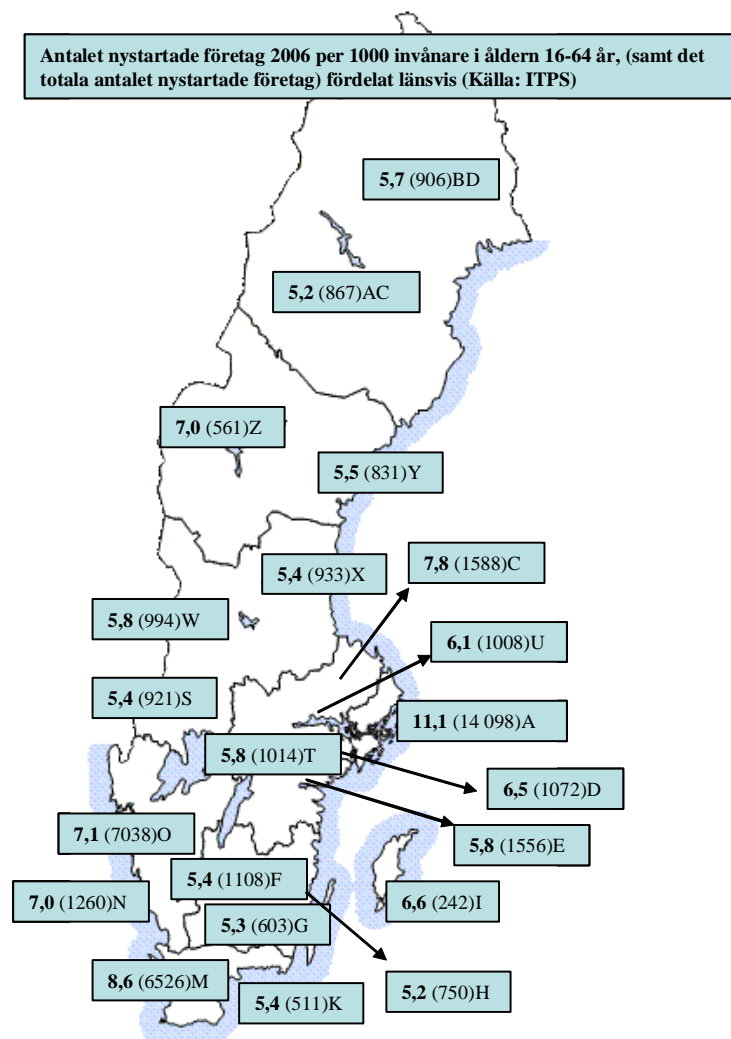 Antalet nystartade företag 2006 per 1000 invånare i åldern 16-64 år, (samt det
totala antalet nystartade företag) fördelat länsvis (Källa: ITPS)
5,7 (906)BD
5,2 (867)AC
7,0 (561)Z
5,5 (831)Y
7,8 (1588)C
5,4 (933)X
5,8 (994)W
6,1 (1008)U
5,4 (921)S
11,1 (14 098)A
5,8 (1014)T
6,5 (1072)D
7,1 (7038)O
5,8 (1556)E
5,4 (1108)F
7,0 (1260)N
6,6 (242)I
5,3 (603)G
8,6 (6526)M
5,2 (750)H
5,4 (511)K